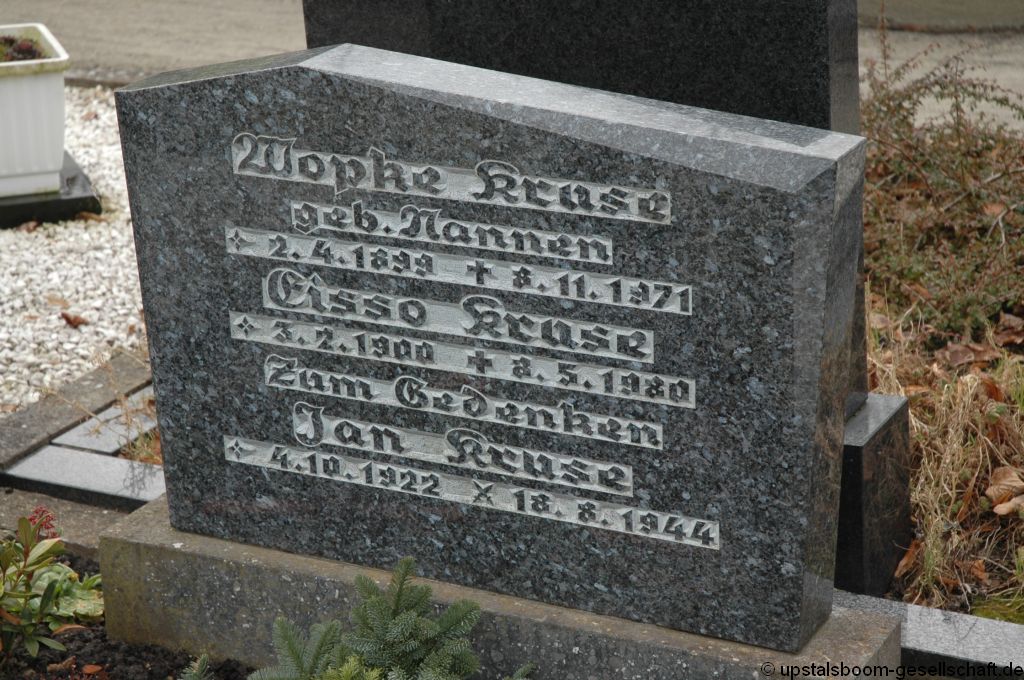 Wopke Kruse
geb. Nannen
✧ 2.4.1899 ✝ 8.11.1971
Eisso Kruse
✧ 3.2.1900 ✝ 2.5.1980
Zum Gedenken
Jan Kruse
✧ 4.10.1922 ⚔ 18.8.1944
© upstalsboom-gesellschaft.de